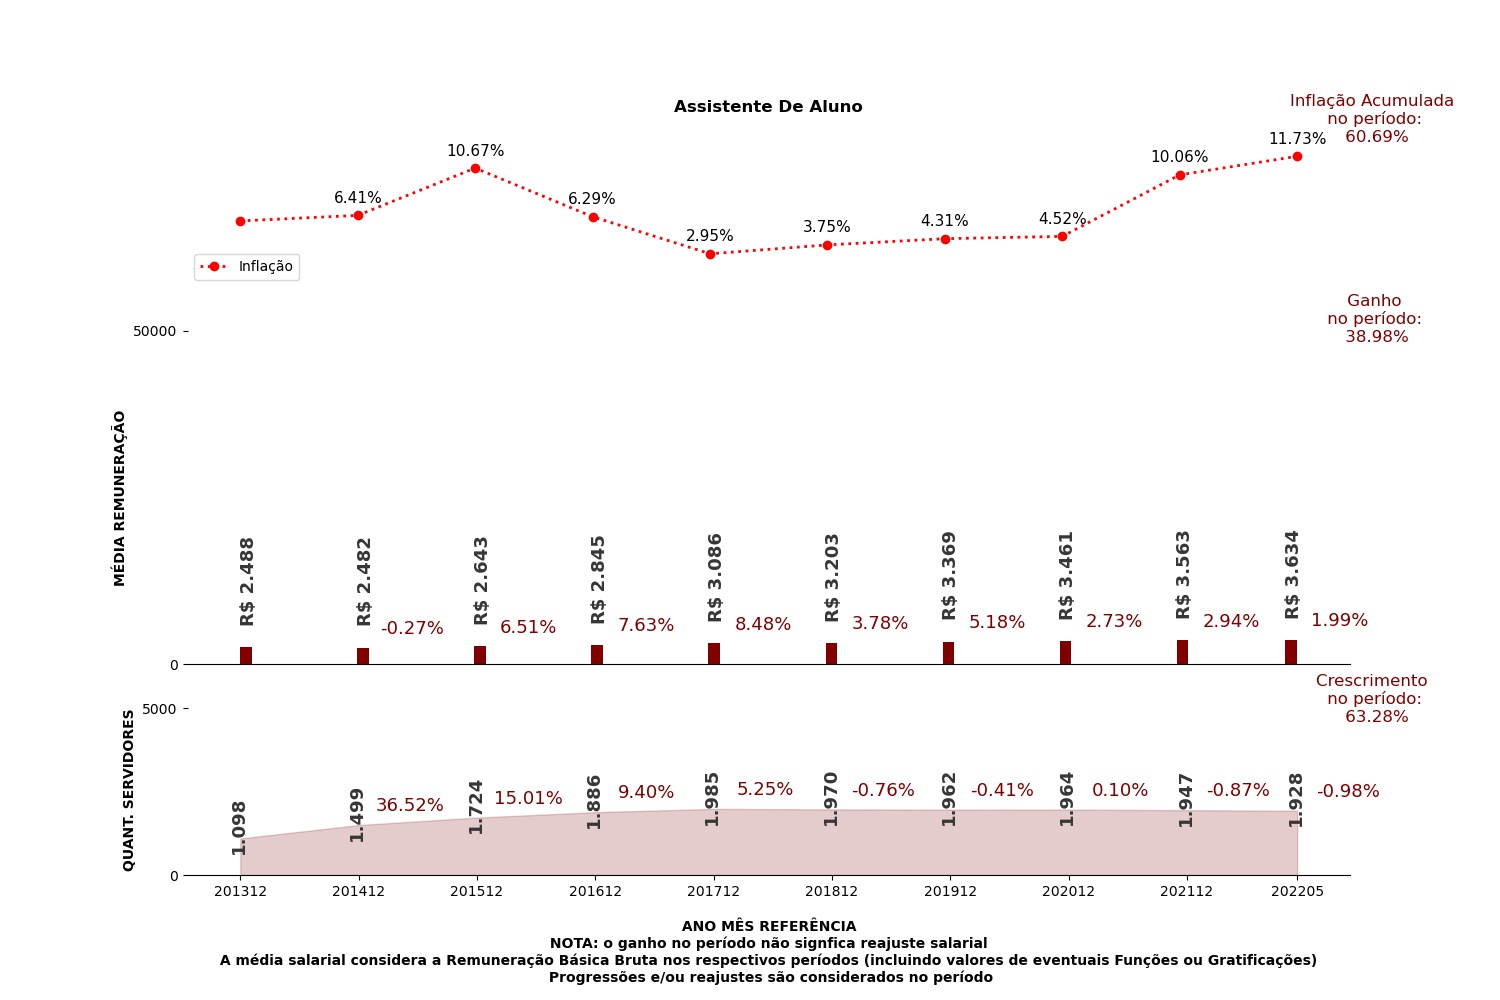 Assistente De Aluno
Inflação Acumulada
no período:
60.69%
6.41%
10.67%
6.29%
2.95%
3.75%
4.31%
4.52%
10.06%
11.73%
Inflação
Ganho
no período:
38.98%
50000
0
MÉDIA REMUNERAÇÃO
R$ 2.488
R$ 2.482
R$ 2.643
R$ 2.845
R$ 3.086
R$ 3.203
R$ 3.369
R$ 3.461
R$ 3.563
R$ 3.634
-0.27%
6.51%
7.63%
8.48%
3.78%
5.18%
2.73%
2.94%
1.99%
Crescrimento
no período:
63.28%
5000
0
QUANT. SERVIDORES
1.098
1.499
1.724
1.886
1.985
1.970
1.962
1.964
1.947
1.928
36.52%
15.01%
9.40%
5.25%
-0.76%
-0.41%
0.10%
-0.87%
-0.98%
201312
201412
201512
201612
201712
201812
201912
202012
202112
202205
ANO MÊS REFERÊNCIA
NOTA: o ganho no período não signfica reajuste salarial
A média salarial considera a Remuneração Básica Bruta nos respectivos períodos (incluindo valores de eventuais Funções ou Gratificações)
Progressões e/ou reajustes são considerados no período